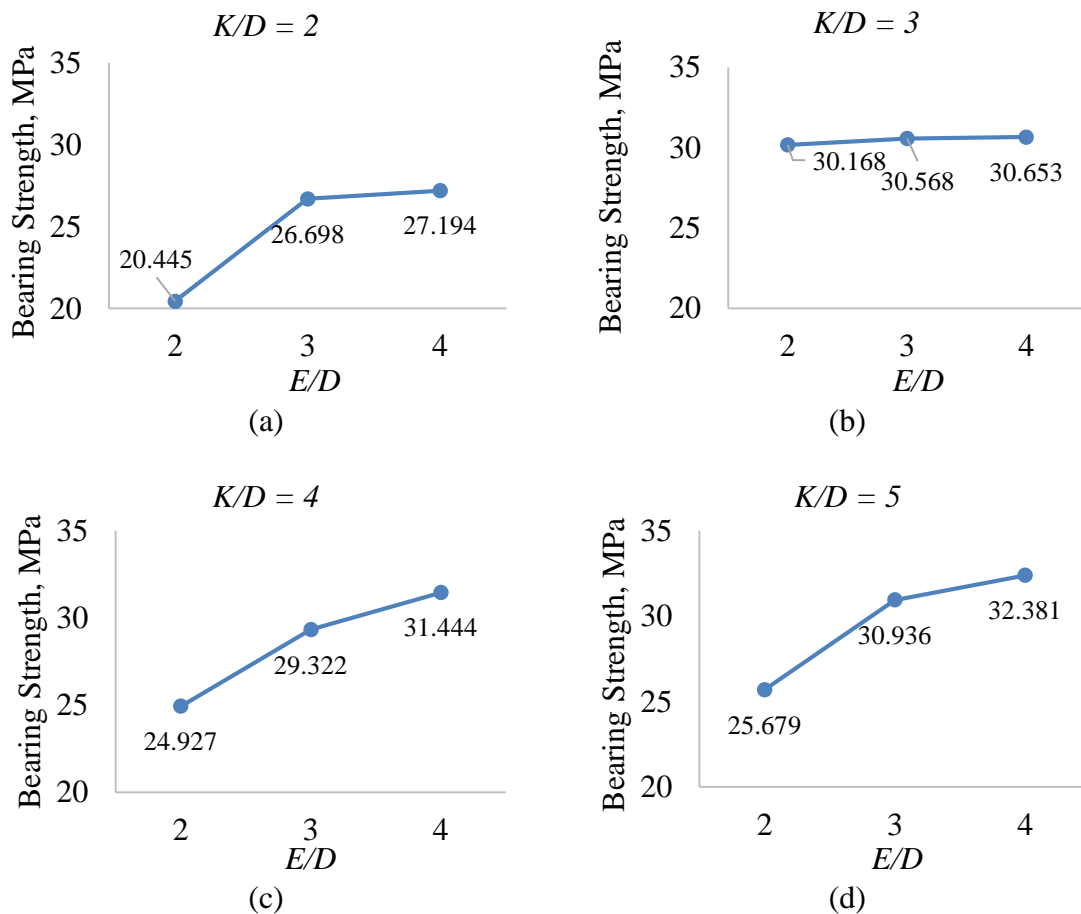 K/D = 2
Bearing Strength, MPa
35
30
25
20
20.445
26.698
27.194
2
3
4
E/D
(a)
K/D = 3
Bearing Strength, MPa
35
30
25
20
30.168
30.568
30.653
2
3
4
E/D
(b)
K/D = 4
Bearing Strength, MPa
35
30
25
20
24.927
29.322
31.444
2
3
4
E/D
(c)
K/D = 5
Bearing Strength, MPa
35
30
25
20
25.679
30.936
32.381
2
3
4
E/D
(d)